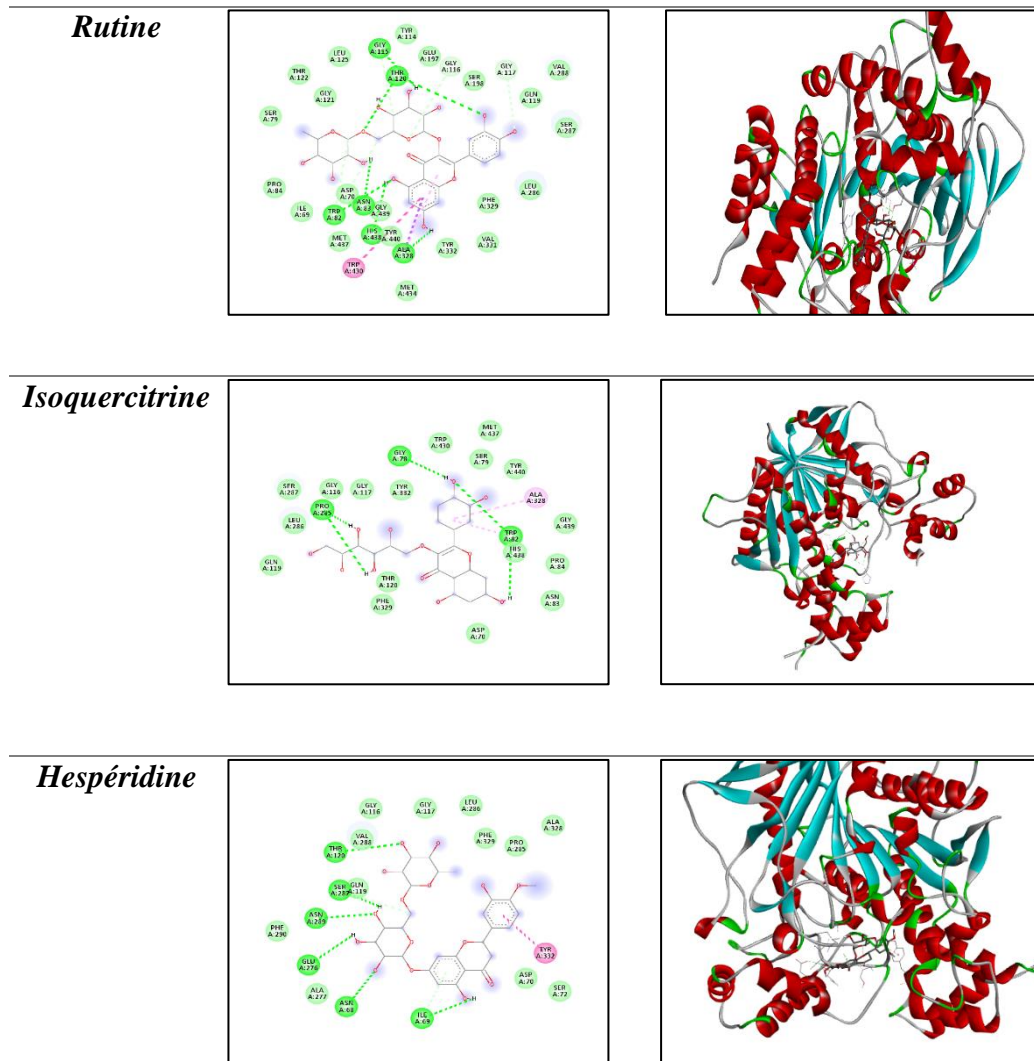 Rutine
TYR A:114
GLY A:115
LEU A:125
GLU A:197
GLY A:116
GLY A:117
VAL A:288
THR A:122
THR A:120
SER A:198
GLY A:121
GLN A:119
SER A:79
SER A:287
H
PRO A:84
ASP A:70
LEU A:286
ILE A:69
ASN A:83
PHE A:329
TRP A:82
GLY A:439
MET A:437
HIS A:438
TYR A:440
ALA A:328
TYR A:332
VAL A:331
TRP A:430
MET A:434
Isoquercitrine
MET A:437
TRP A:430
GLY A:78
SER A:79
TYR A:440
H
SER A:287
GLY A:116
GLY A:117
TYR A:332
ALA A:328
PRO A:285
LEU A:286
GLY A:439
TRP A:82
HIS A:438
GLN A:119
PRO A:84
THR A:120
PHE A:329
ASN A:83
H
ASP A:70
Hespéridine
GLY A:116
GLY A:117
LEU A:286
ALA A:328
VAL A:288
PHE A:329
PRO A:285
THR A:120
SER A:287
GLN A:119
H
ASN A:289
PHE A:290
H
GLU A:276
TYR A:332
ALA A:277
ASP A:70
SER A:72
ASN A:68
ILE A:69
H